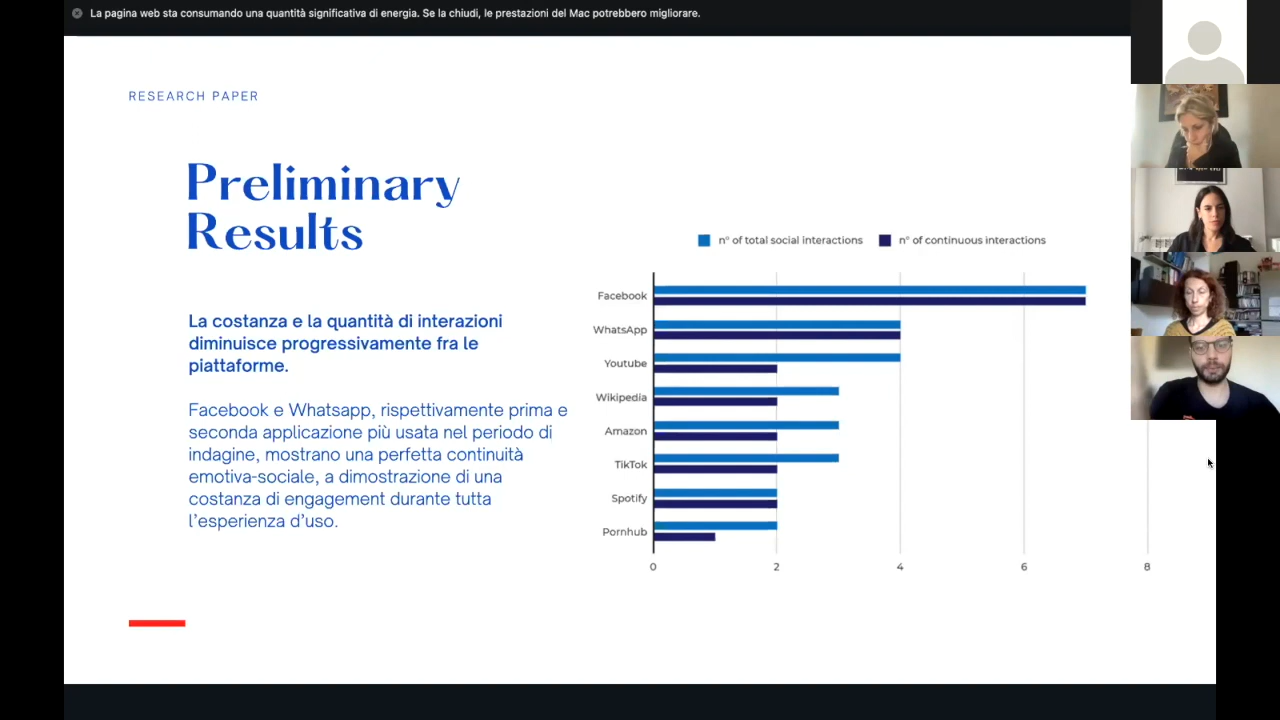 La pagina web sta consumando una quantità significativa di energia. Se la chiudi, le prestazioni del Mac potrebbero migliorare.
RESEARCH PAPER
Preliminary
Results
La costanza e la quantità di interazioni
diminuisce progressivamente fra le
piattaforme.
Facebook e Whatsapp, rispettivamente prima e
seconda applicazione più usata nel periodo di
indagine, mostrano una perfetta continuità
emotiva-sociale, a dimostrazione di una
costanza di engagement durante tutta
l'esperienza d'uso.
n° of total social interactions n° of continuous interactions
Facebook
WhatsApp
Youtube
Wikipedia
Amazon
TikTok
Spotify
Pornhub
0 2 4 6 8